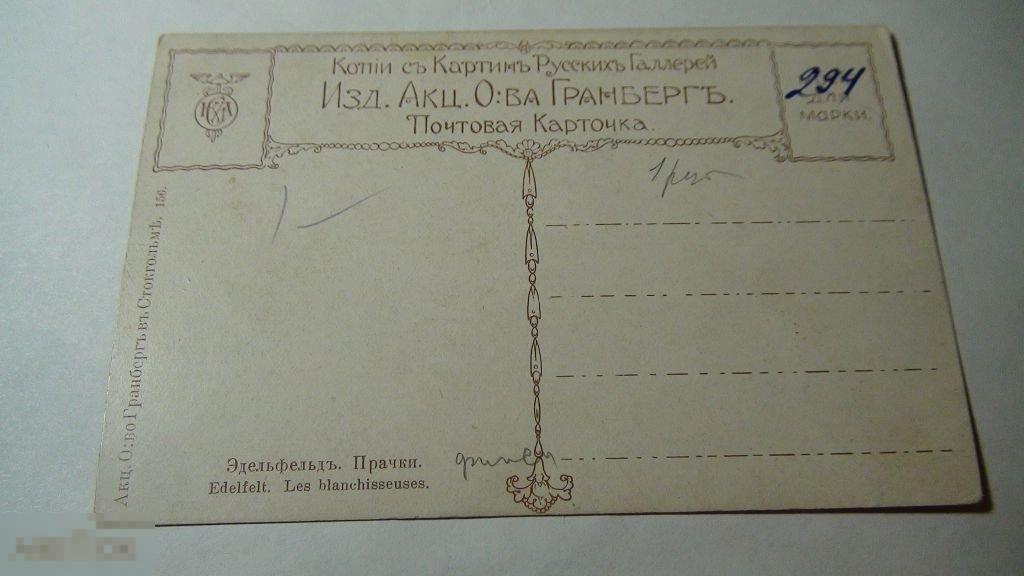 Копіи съ Картинъ Русскихъ Галлерей
Изд. Акц. О:ва Гранбергъ.
Почтовая Карточка.
294
Для
марки.
Акц. О:во Гранбергъ въ Стокгольмѣ. 156.
Эдельфельдъ. Прачки.
Edelfelt. Les blanchisseuses.